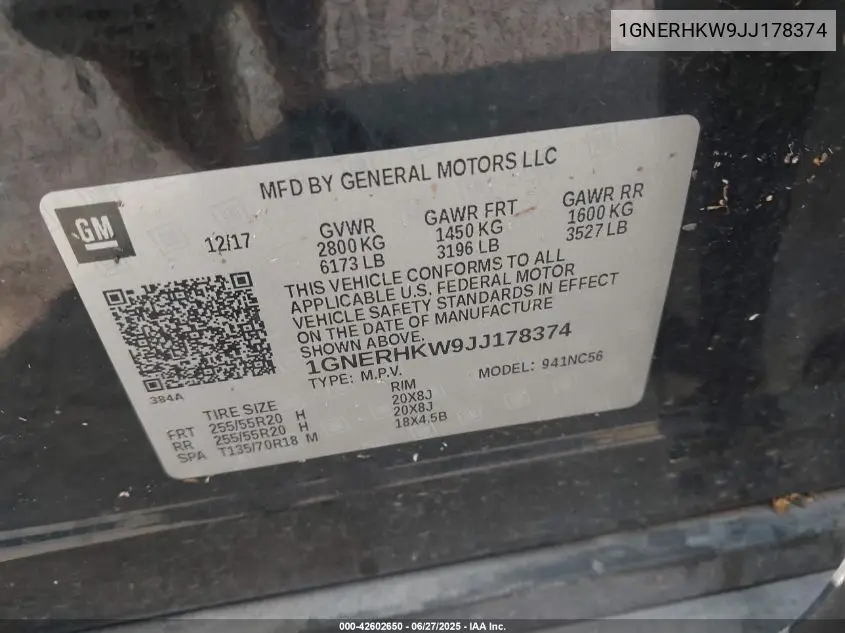 1GNERHKW9JJ178374
MFD BY GENERAL MOTORS LLC
GM
12/17
GVWR
2800 KG
6173 LB
GAWR FRT
1450 KG
3196 LB
GAWR RR
1600 KG
3527 LB
THIS VEHICLE CONFORMS TO ALL
APPLICABLE U.S. FEDERAL MOTOR
VEHICLE SAFETY STANDARDS IN EFFECT
ON THE DATE OF MANUFACTURE
SHOWN ABOVE.
1GNERHKW9JJ178374
TYPE: M.P.V. MODEL: 941NC56
384A
TIRE SIZE RIM
FRT 255/55R20 H 20X8J
RR 255/55R20 H 20X8J
SPA T135/70R18 M 18X4.5B
000-42602650 - 06/27/2025 - IAA Inc.